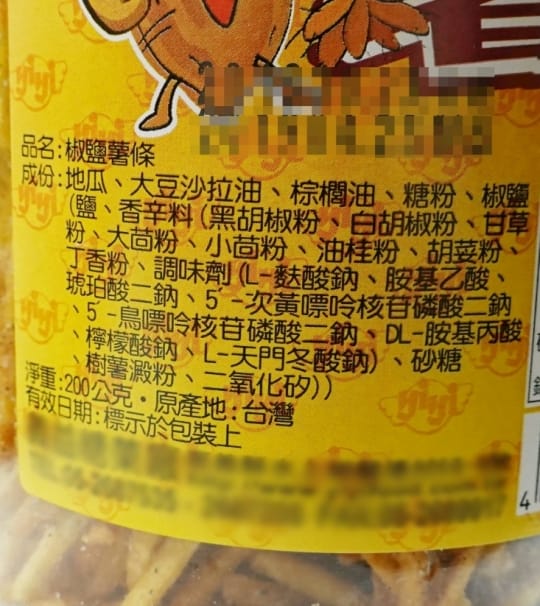 品名:椒鹽薯條
成份:地瓜、大豆沙拉油、棕櫚油、糖粉、椒鹽
(鹽、香辛料(黑胡椒粉、白胡椒粉、甘草
粉、大茴粉、小茴粉、油桂粉、胡荽粉、
丁香粉、調味劑(L-麩酸鈉、胺基乙酸、
琥珀酸二鈉、5´-次黃嘌呤核苷磷酸二鈉
、5´-鳥嘌呤核苷磷酸二鈉、DL-胺基丙酸
、檸檬酸鈉、L-天門冬酸鈉)、砂糖
、樹薯澱粉、二氧化矽))
淨重:200公克・原產地:台灣
有效日期:標示於包裝上
yiyi
4